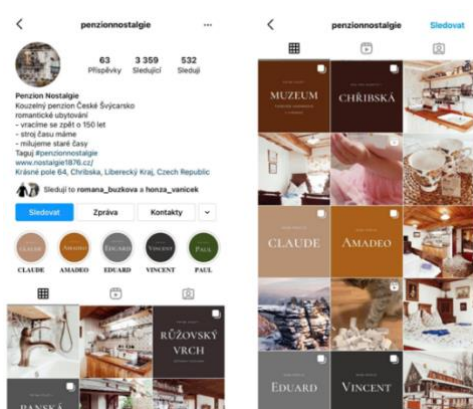 penzionnostalgie
63
3 359
532
Příspěvky
Sledující
Sleduji
Penzion Nostalgie
Kouzelný penzion České Švýcarsko
romantické ubytování
- vracíme se zpět o 150 let
- stroj času máme
- milujeme staré časy
Taguj #penzionnostalgie
www.nostalgie1876.cz/
Krásné pole 64, Chribska, Liberecký Kraj, Czech Republic
Sledují to romana_buzkova a honza_vanicek
Sledovat
Zpráva
Kontakty
CLAUDE
AMADEO
EDUARD
VINCENT
PAUL
CLAUDE
AMADEO
EDUARD
VINCENT
PAUL
RŮŽOVSKÝ
VRCH
PANSKÁ
penzionnostalgie
Sledovat
MUZEUM
CHŘIBSKÁ
CLAUDE
AMADEO
EDUARD
VINCENT